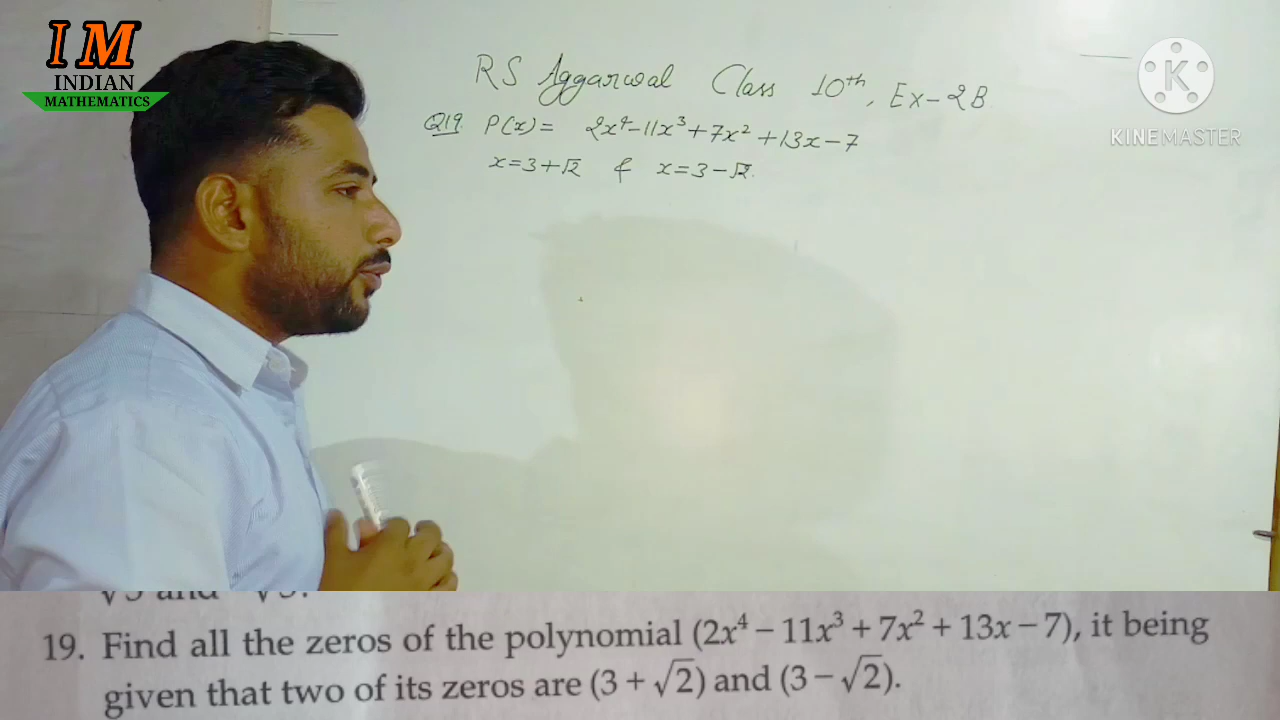 I M
INDIAN
MATHEMATICS
K
KINEMASTER
RS Aggarwal Class 10th, Ex-2B
Q19. P(x) = 2x⁴-11x³+7x²+13x-7
x=3+√2 & x=3-√2.
19. Find all the zeros of the polynomial (2x⁴ − 11x³ + 7x² + 13x − 7), it being
given that two of its zeros are (3 + √2) and (3 − √2).